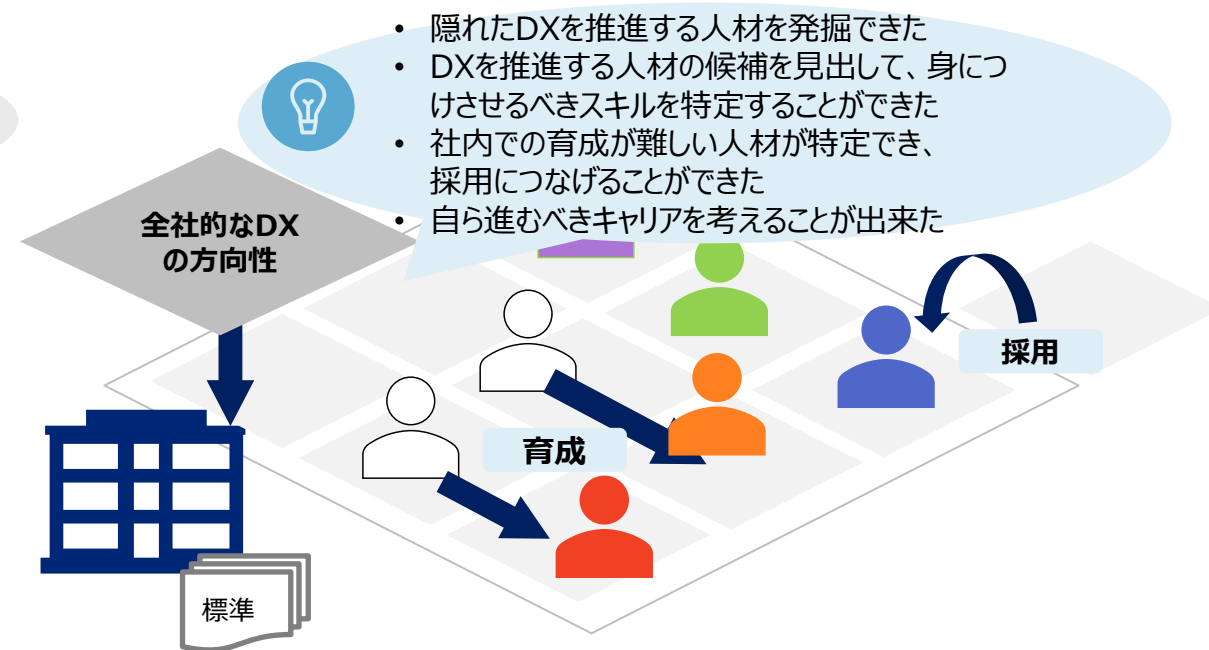 • 隠れたDXを推進する人材を発掘できた
• DXを推進する人材の候補を見出して、身につ
けさせるべきスキルを特定することができた
• 社内での育成が難しい人材が特定でき、
採用につなげることができた
• 自ら進むべきキャリアを考えることが出来た
全社的なDX
の方向性
採用
育成
標準